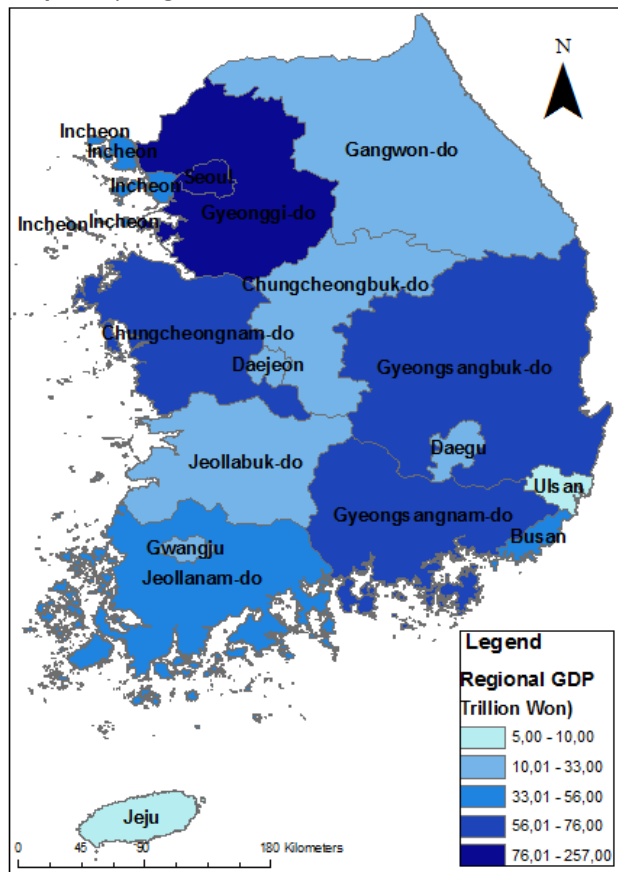 N
Incheon
Incheon
Gangwon-do
Seoul
Incheon
Gyeonggi-do
Incheon
Incheon
Chungcheongbuk-do
Chungcheongnam-do
Daejeon
Gyeongsangbuk-do
Daegu
Jeollabuk-do
Ulsan
Gyeongsangnam-do
Busan
Gwangju
Jeollanam-do
Legend
Regional GDP
Trillion Won)
5,00 - 10,00
10,01 - 33,00
33,01 - 56,00
56,01 - 76,00
76,01 - 257,00
Jeju
0 45 90 180 Kilometers